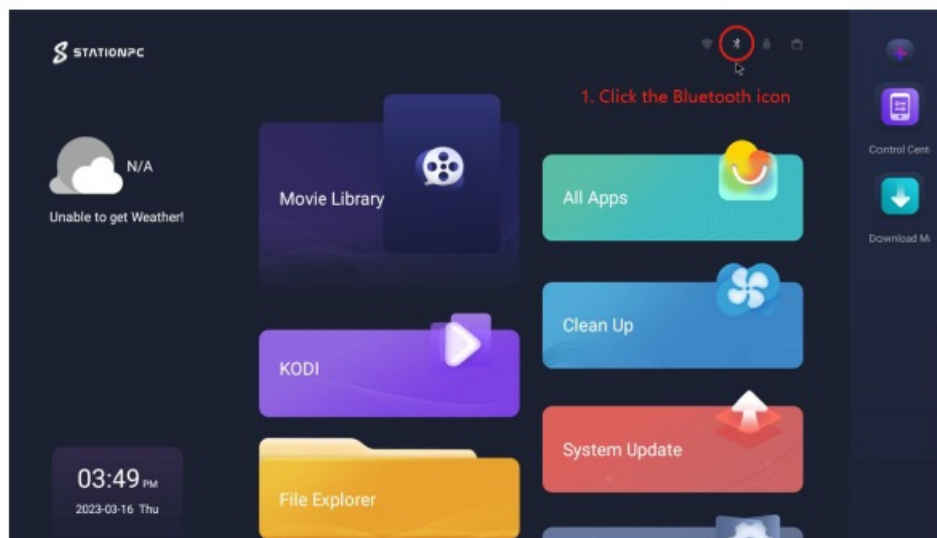 STATIONPC
1. Click the Bluetooth icon
N/A
Unable to get Weather!
Movie Library
All Apps
Control Cent
Download M
Clean Up
KODI
System Update
03:49 PM
2023-03-16 Thu
File Explorer